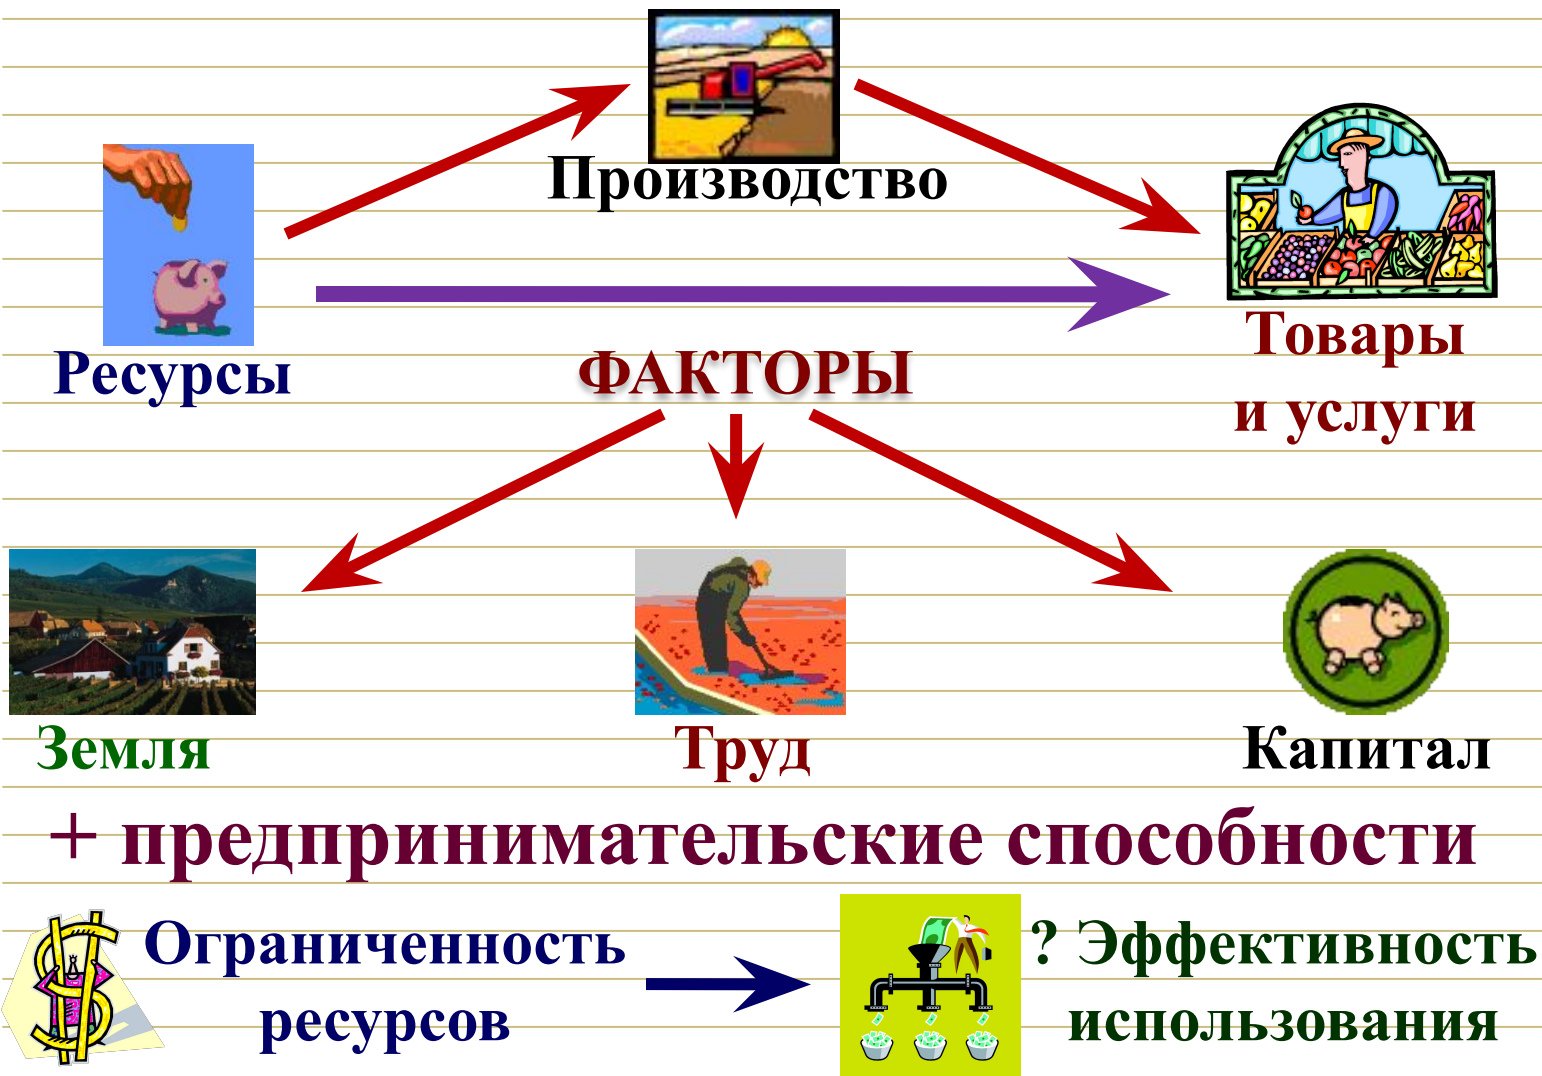 Производство
Ресурсы
Товары
и услуги
ФАКТОРЫ
Земля
Труд
Капитал
+ предпринимательские способности
Ограниченность
ресурсов
? Эффективность
использования